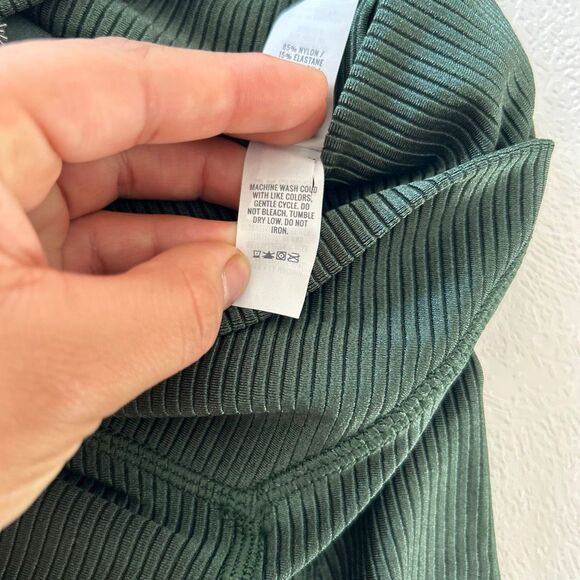 85% NYLON /
15% ELASTANE
MACHINE WASH COLD
WITH LIKE COLORS,
GENTLE CYCLE. DO
NOT BLEACH. TUMBLE
DRY LOW. DO NOT
IRON.